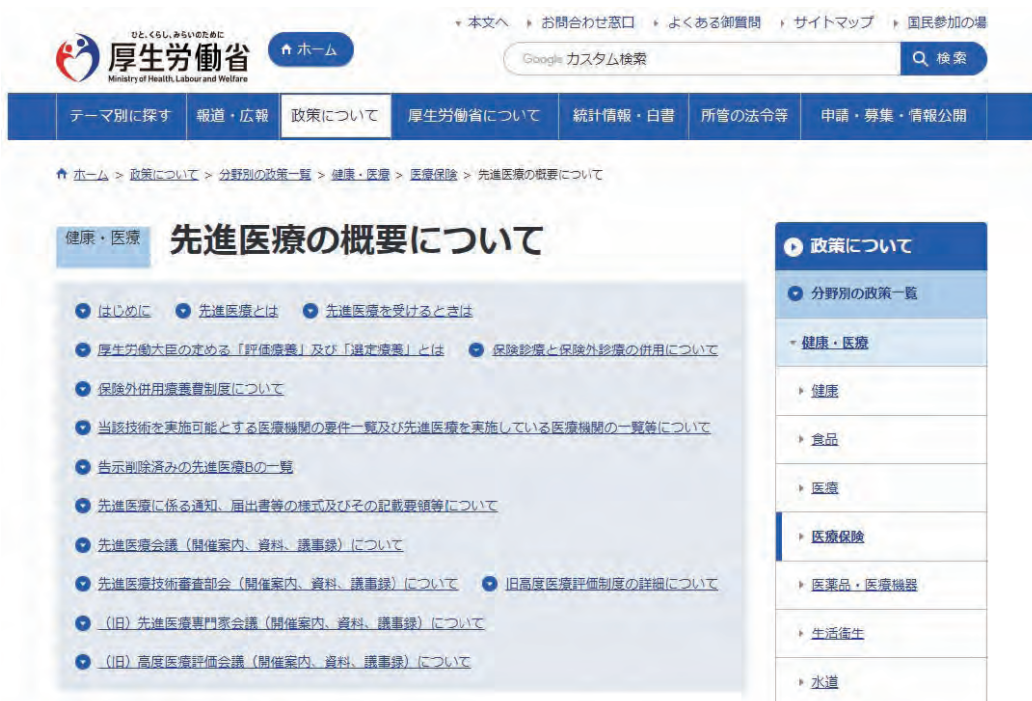 本文へ お問合わせ窓口 よくある御質問 サイトマップ 国民参加の場
ひと、くらし、みらいのために
厚生労働省
Ministry of Health, Labour and Welfare
ホーム
Google カスタム検索
検索
テーマ別に探す 報道・広報 政策について 厚生労働省について 統計情報・白書 所管の法令等 申請・募集・情報公開
ホーム > 政策について > 分野別の政策一覧 > 健康・医療 > 医療保険 > 先進医療の概要について
健康・医療
先進医療の概要について
はじめに 先進医療とは 先進医療を受けるときは
厚生労働大臣の定める「評価療養」及び「選定療養」とは 保険診療と保険外診療の併用について
保険外併用療養費制度について
当該技術を実施可能とする医療機関の要件一覧及び先進医療を実施している医療機関の一覧等について
告示削除済みの先進医療Bの一覧
先進医療に係る通知、届出書等の様式及びその記載要領等について
先進医療会議（開催案内、資料、議事録）について
先進医療技術審査部会（開催案内、資料、議事録）について 旧高度医療評価制度の詳細について
（旧）先進医療専門家会議（開催案内、資料、議事録）について
（旧）高度医療評価会議（開催案内、資料、議事録）について
政策について
分野別の政策一覧
健康・医療
健康
食品
医療
医療保険
医薬品・医療機器
生活衛生
水道